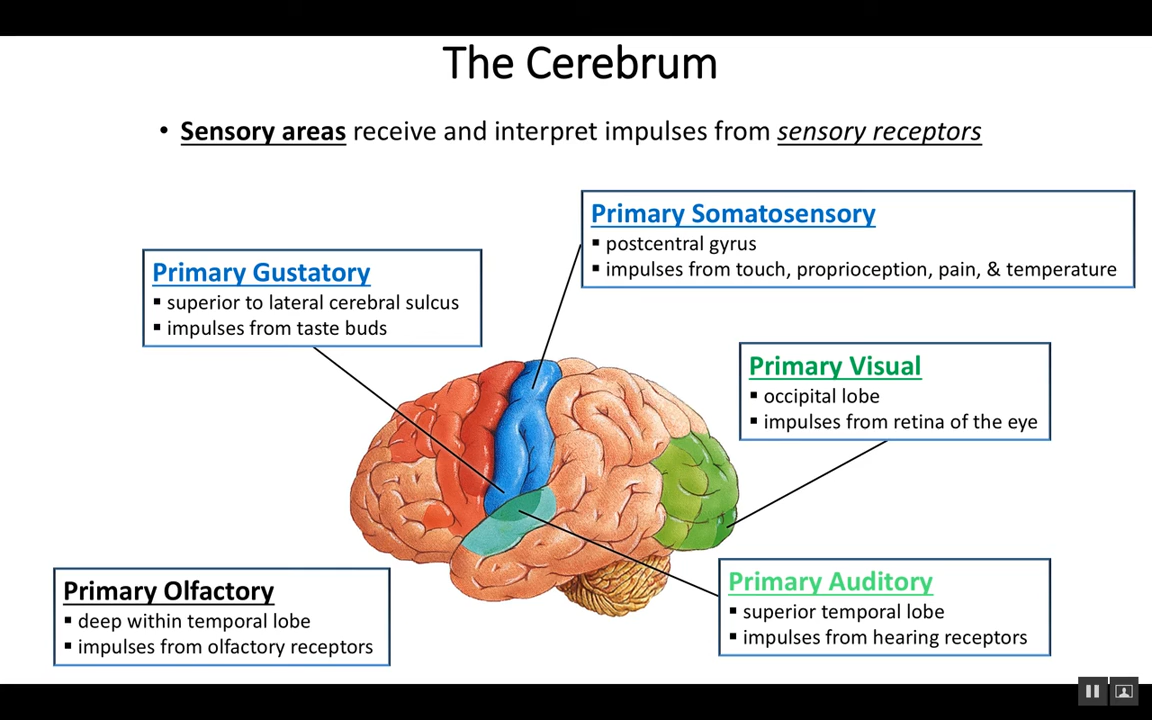 The Cerebrum
• Sensory areas receive and interpret impulses from sensory receptors
Primary Somatosensory
▪ postcentral gyrus
▪ impulses from touch, proprioception, pain, & temperature
Primary Gustatory
▪ superior to lateral cerebral sulcus
▪ impulses from taste buds
Primary Visual
▪ occipital lobe
▪ impulses from retina of the eye
Primary Olfactory
▪ deep within temporal lobe
▪ impulses from olfactory receptors
Primary Auditory
▪ superior temporal lobe
▪ impulses from hearing receptors